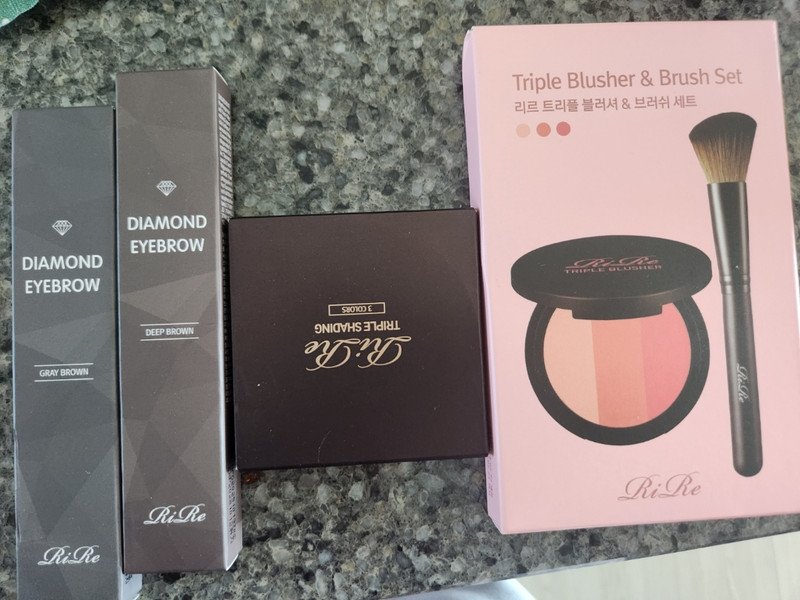 DIAMOND
EYEBROW
GRAY BROWN
RiRe
DIAMOND
EYEBROW
DEEP BROWN
RiRe
RiRe
TRIPLE SHADING
3 COLORS
Triple Blusher & Brush Set
리르 트리플 블러셔 & 브러쉬 세트
RiRe
TRIPLE BLUSHER
RiRe
RiRe